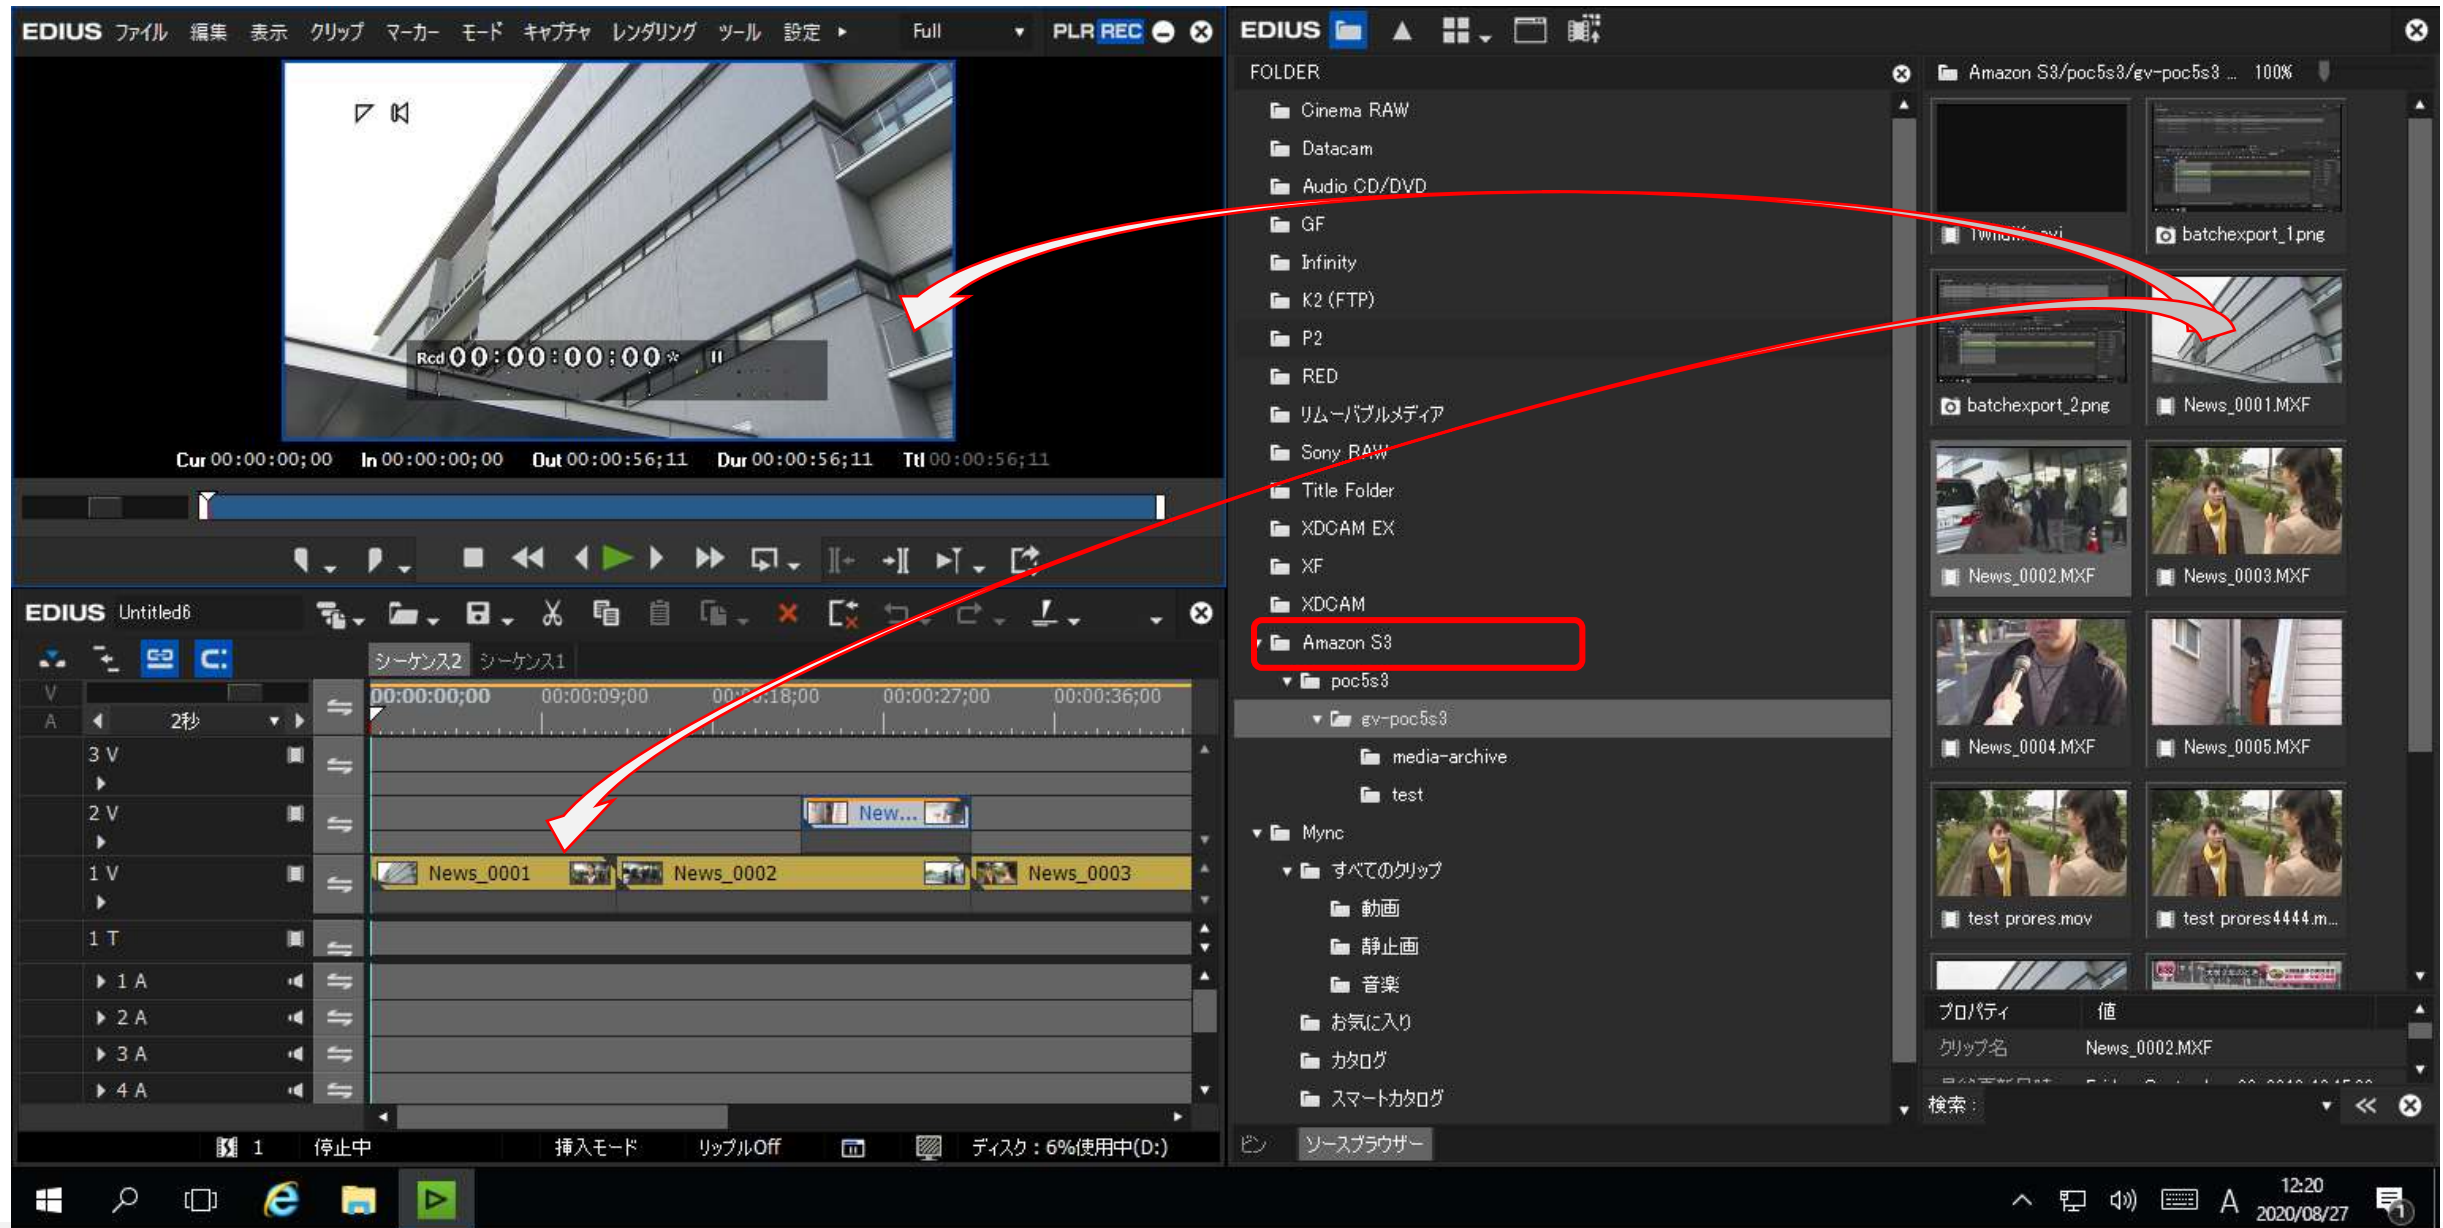 EDIUS ファイル 編集 表示 クリップ マーカー モード キャプチャ レンダリング ツール 設定 Full PLR REC
Rcd 00:00:00:00*
Cur 00:00:00;00 In 00:00:00;00 Out 00:00:56;11 Dur 00:00:56;11 Ttl 00:00:56;11
EDIUS Untitled6
シーケンス2 シーケンス1
V
A
2秒
00:00:00;00 00:00:09;00 00:00:18;00 00:00:27;00 00:00:36;00
3 V
2 V
New...
1 V
News_0001 News_0002 News_0003
1 T
1 A
2 A
3 A
4 A
1 停止中 挿入モード リップルOff ディスク : 6%使用中(D:)
EDIUS
FOLDER
Cinema RAW
Datacam
Audio CD/DVD
GF
Infinity
K2 (FTP)
P2
RED
リムーバブルメディア
Sony RAW
Title Folder
XDCAM EX
XF
XDCAM
Amazon S3
poc5s3
gv-poc5s3
media-archive
test
Mync
すべてのクリップ
動画
静止画
音楽
お気に入り
カタログ
スマートカタログ
ビン ソースブラウザー
Amazon S3/poc5s3/gv-poc5s3 ... 100%
batchexport_1.png
batchexport_2.png
News_0001.MXF
News_0002.MXF
News_0003.MXF
News_0004.MXF
News_0005.MXF
test prores.mov
test prores4444.m...
プロパティ 値
クリップ名 News_0002.MXF
検索 :
A
12:20
2020/08/27
1